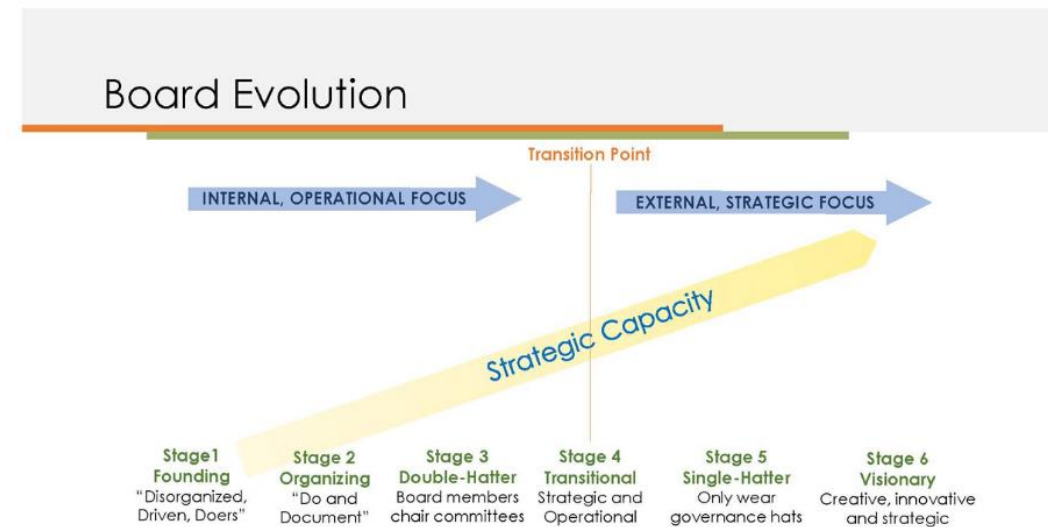 Board Evolution
Transition Point
INTERNAL, OPERATIONAL FOCUS
EXTERNAL, STRATEGIC FOCUS
Strategic Capacity
Stage1
Founding
"Disorganized,
Driven, Doers"
Stage 2
Organizing
"Do and
Document"
Stage 3
Double-Hatter
Board members
chair committees
Stage 4
Transitional
Strategic and
Operational
Stage 5
Single-Hatter
Only wear
governance hats
Stage 6
Visionary
Creative, innovative
and strategic